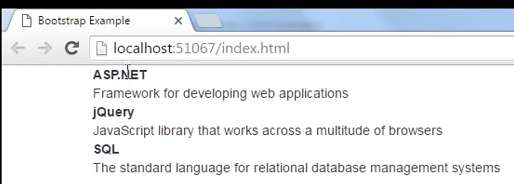 Bootstrap Example
localhost:51067/index.html
ASP.NET
Framework for developing web applications
jQuery
JavaScript library that works across a multitude of browsers
SQL
The standard language for relational database management systems